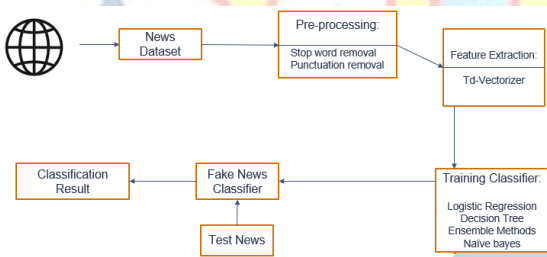 News
Dataset
Pre-processing:
Stop word removal
Punctuation removal
Feature Extraction:
Td-Vectorizer
Classification
Result
Fake News
Classifier
Test News
Training Classifier:
Logistic Regression
Decision Tree
Ensemble Methods
Naïve bayes